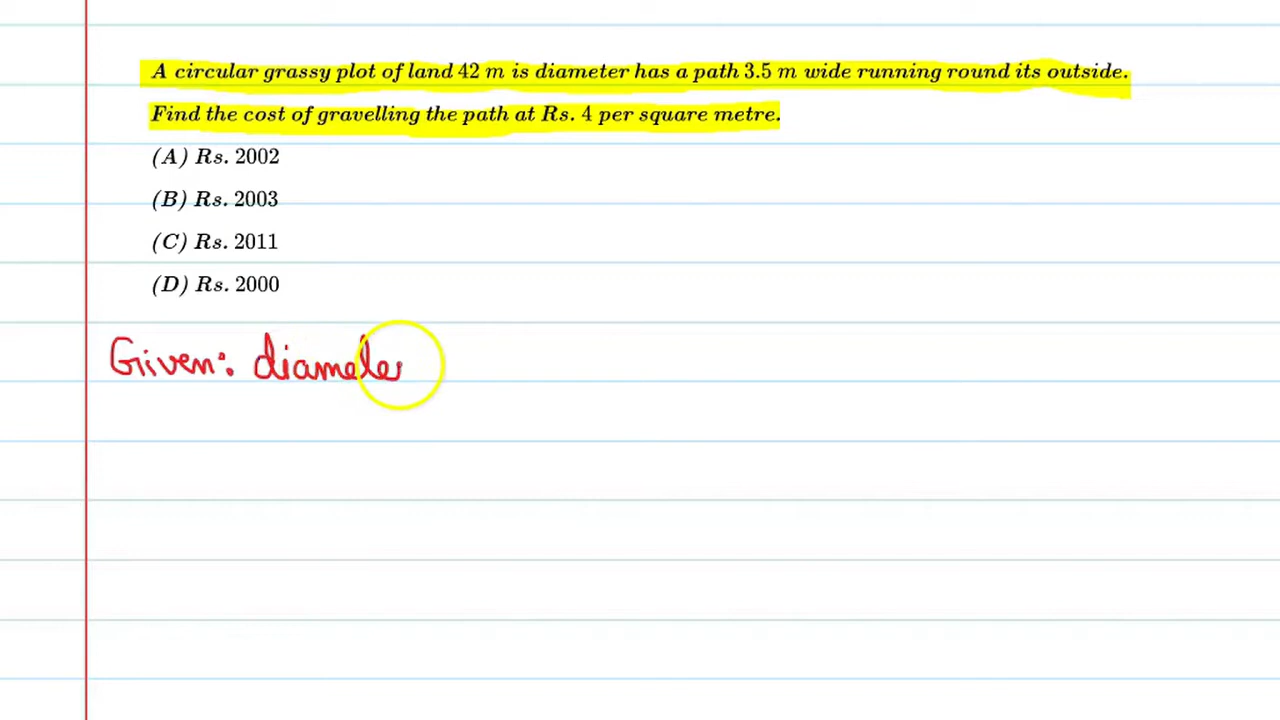 A circular grassy plot of land 42 m is diameter has a path 3.5 m wide running round its outside.
Find the cost of gravelling the path at Rs. 4 per square metre.
(A) Rs. 2002
(B) Rs. 2003
(C) Rs. 2011
(D) Rs. 2000
Given: diamete